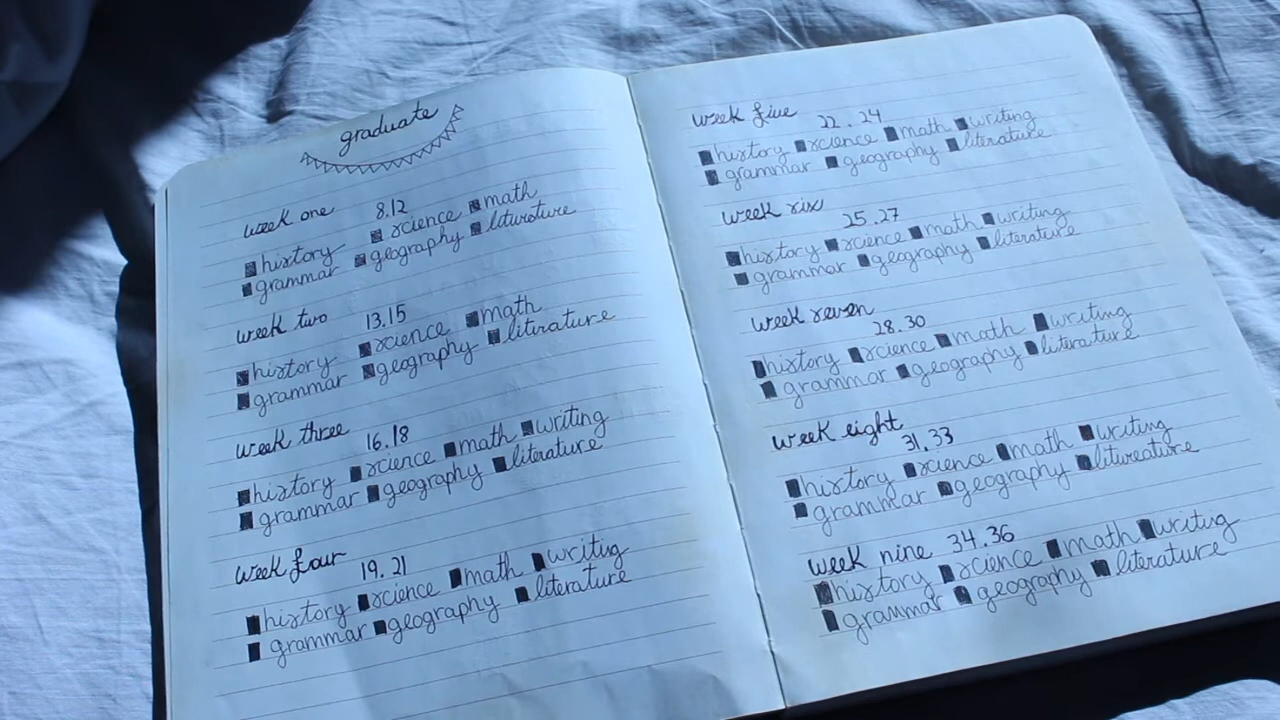 graduate
week one 8.12
history science math
grammar geography liturature
week two 13.15
history science math
grammar geography literature
week three 16.18
history science math writing
grammar geography literature
week four 19.21
history science math writig
grammar geography literature
week five 22.24
history science math writing
grammar geography literature
week six 25.27
history science math writing
grammar geography literature
week seven 28.30
history science math writing
grammar geography literature
week eight 31.33
history science math writing
grammar geography litureature
week nine 34.36
history science math writig
grammar geography literature